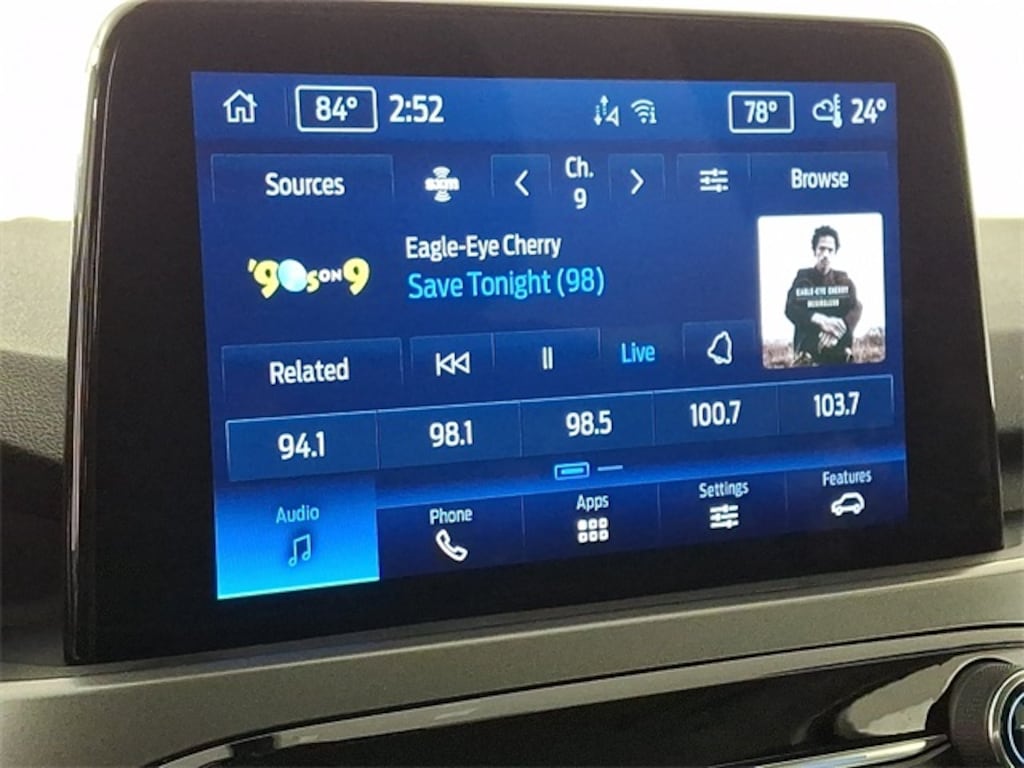 84° 2:52 78° 24°
Sources sxm Ch. Browse
9
'90s ON 9
Eagle-Eye Cherry
Save Tonight (98)
EAGLE-EYE CHERRY
DESIRELESS
Related Live
94.1 98.1 98.5 100.7 103.7
Audio Phone Apps Settings Features